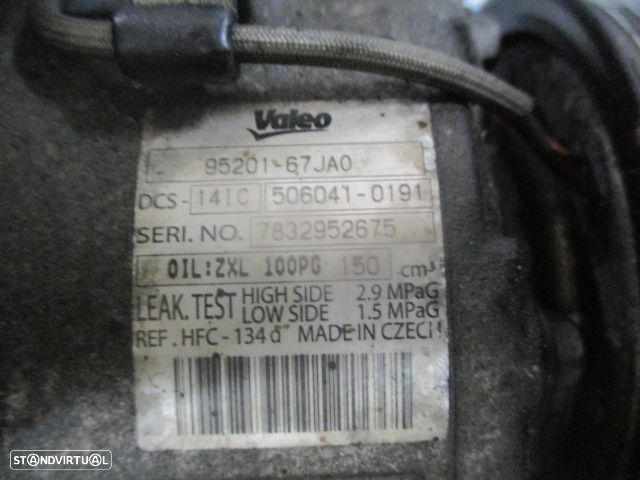 Valeo
95201-67JA0
DCS-14IC 506041-0191
SERI. NO. 7832952675
OIL:ZXL 100PG 150 cm³
LEAK. TEST HIGH SIDE 2.9 MPaG
LOW SIDE 1.5 MPaG
REF. HFC-134a MADE IN CZECH
STANDVIRTUAL